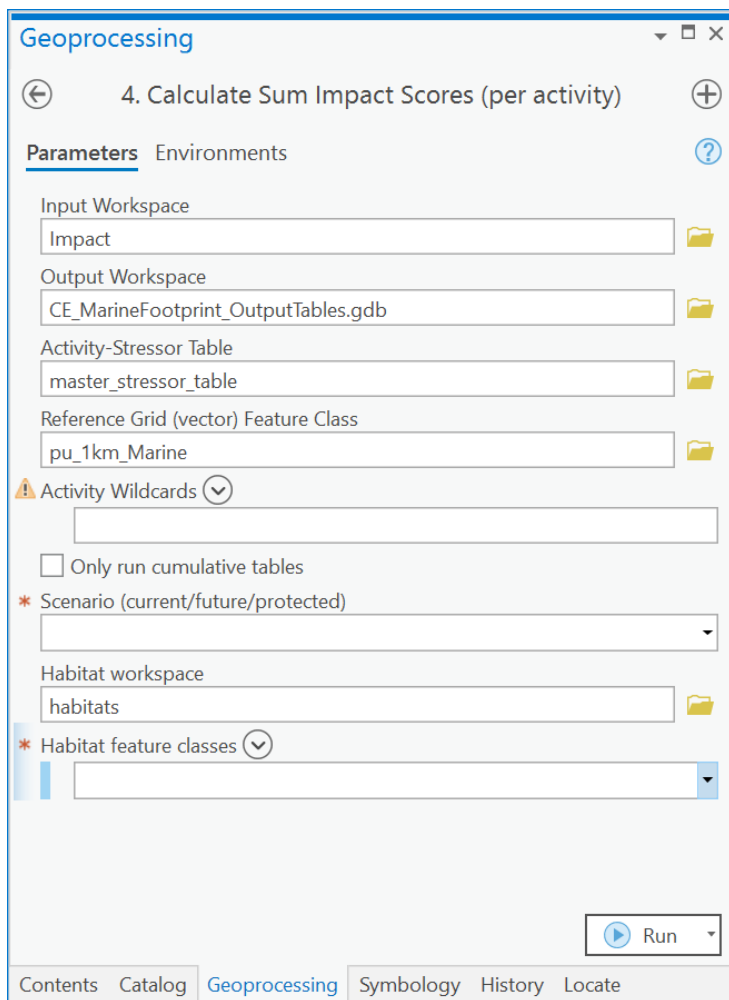 Geoprocessing
4. Calculate Sum Impact Scores (per activity)
Parameters Environments
?
Input Workspace
Impact
Output Workspace
CE_MarineFootprint_OutputTables.gdb
Activity-Stressor Table
master_stressor_table
Reference Grid (vector) Feature Class
pu_1km_Marine
Activity Wildcards
Only run cumulative tables
* Scenario (current/future/protected)
Habitat workspace
habitats
* Habitat feature classes
Run
Contents Catalog Geoprocessing Symbology History Locate